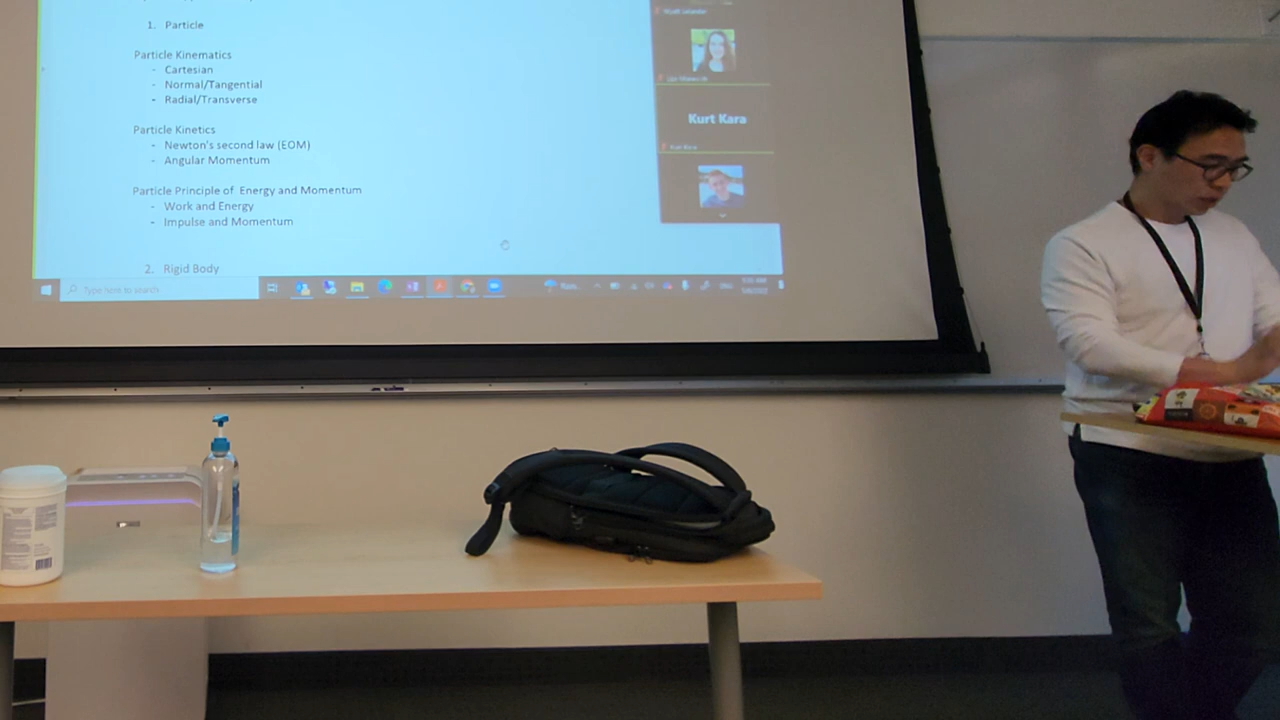 1. Particle
Particle Kinematics
- Cartesian
- Normal/Tangential
- Radial/Transverse
Particle Kinetics
- Newton's second law (EOM)
- Angular Momentum
Particle Principle of Energy and Momentum
- Work and Energy
- Impulse and Momentum
2. Rigid Body
Kurt Kara
Kurt Kara
Type here to search